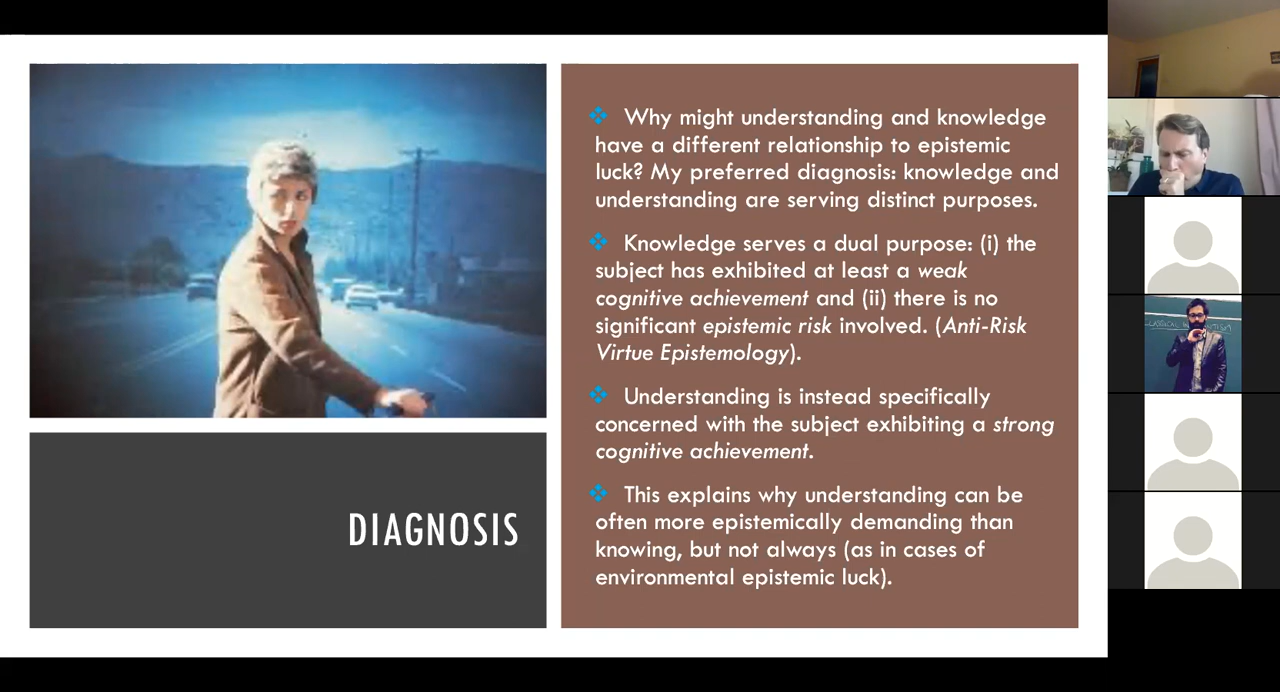 Why might understanding and knowledge
have a different relationship to epistemic
luck? My preferred diagnosis: knowledge and
understanding are serving distinct purposes.
Knowledge serves a dual purpose: (i) the
subject has exhibited at least a weak
cognitive achievement and (ii) there is no
significant epistemic risk involved. (Anti-Risk
Virtue Epistemology).
Understanding is instead specifically
concerned with the subject exhibiting a strong
cognitive achievement.
This explains why understanding can be
often more epistemically demanding than
knowing, but not always (as in cases of
environmental epistemic luck).
DIAGNOSIS